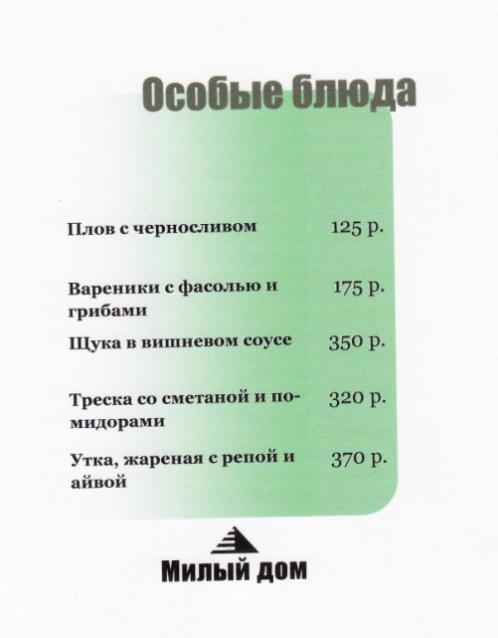 Особые блюда
Плов с черносливом 125 р.
Вареники с фасолью и 175 р.
грибами
Щука в вишневом соусе 350 р.
Треска со сметаной и по- 320 р.
мидорами
Утка, жареная с репой и 370 р.
айвой
Милый дом